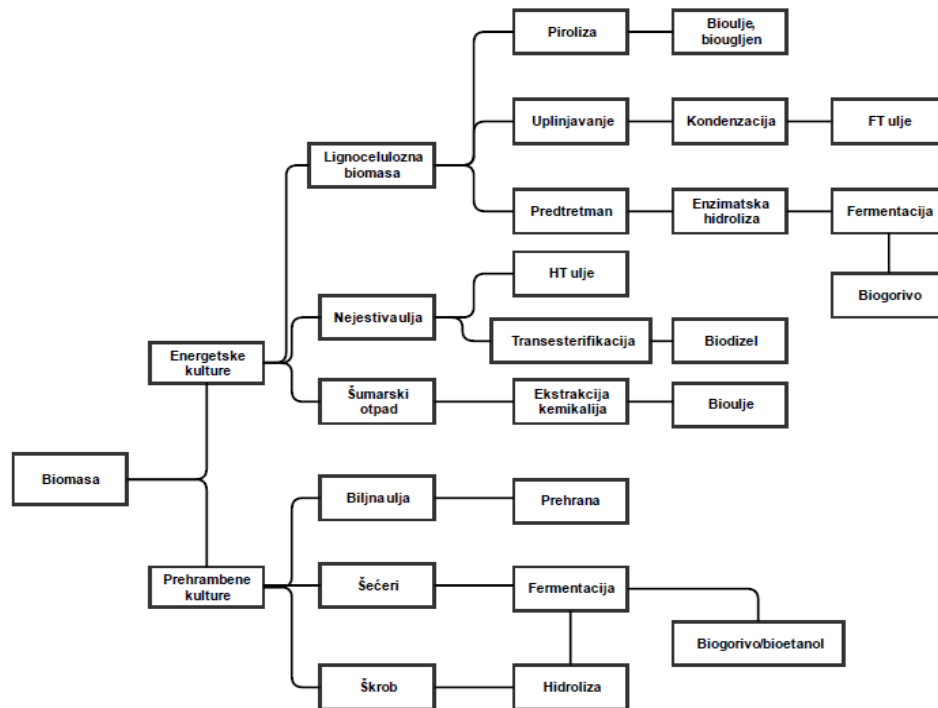 Piroliza
Bioulje,
biougljen
Uplinjavanje
Kondenzacija
FT ulje
Lignocelulozna
biomasa
Predtretman
Enzimatska
hidroliza
Fermentacija
HT ulje
Biogorivo
Nejestiva ulja
Transesterifikacija
Biodizel
Energetske
kulture
Šumarski
otpad
Ekstrakcija
kemikalija
Bioulje
Biomasa
Biljna ulja
Prehrana
Prehrambene
kulture
Šećeri
Fermentacija
Biogorivo/bioetanol
Škrob
Hidroliza